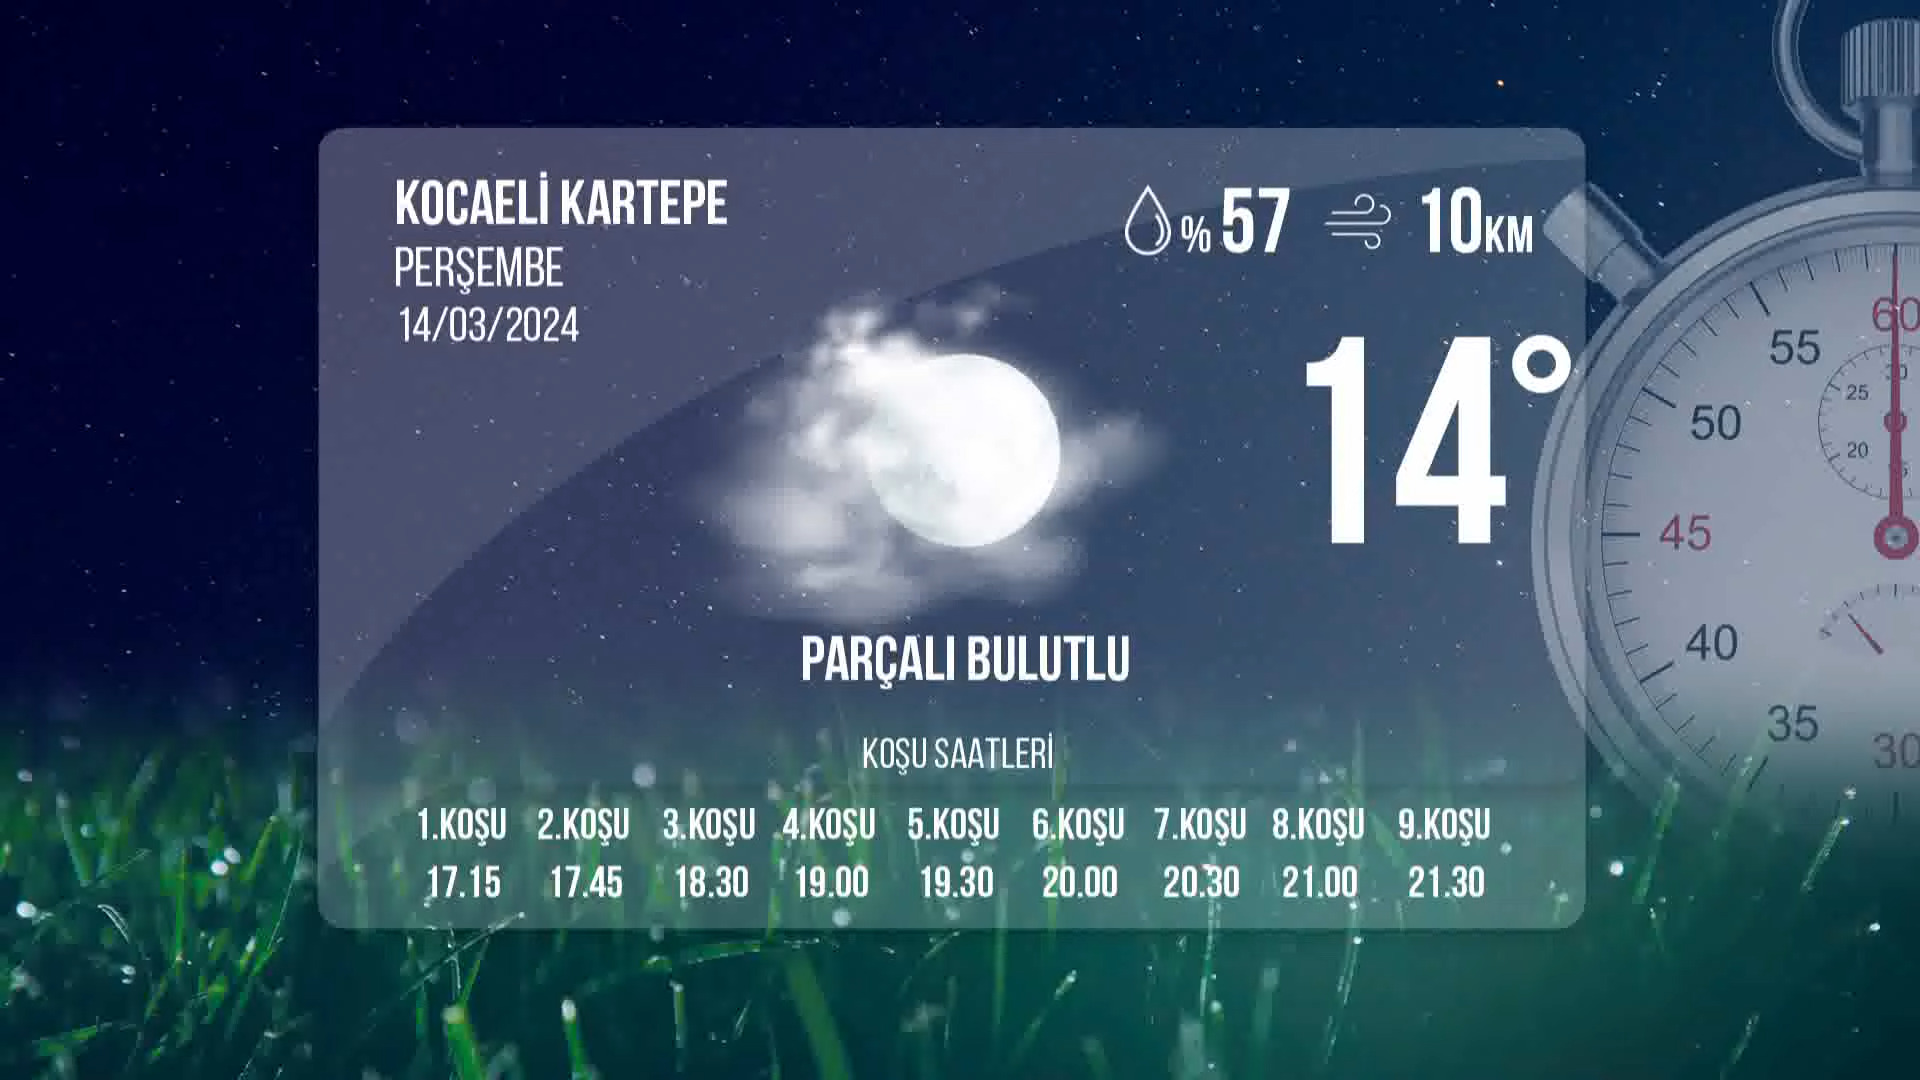 KOCAELİ KARTEPE
PERŞEMBE
14/03/2024
%57 10KM
14°
PARÇALI BULUTLU
KOŞU SAATLERİ
1.KOŞU 2.KOŞU 3.KOŞU 4.KOŞU 5.KOŞU 6.KOŞU 7.KOŞU 8.KOŞU 9.KOŞU
17.15 17.45 18.30 19.00 19.30 20.00 20.30 21.00 21.30
60
55
50
45
40
35
30
30
25
20